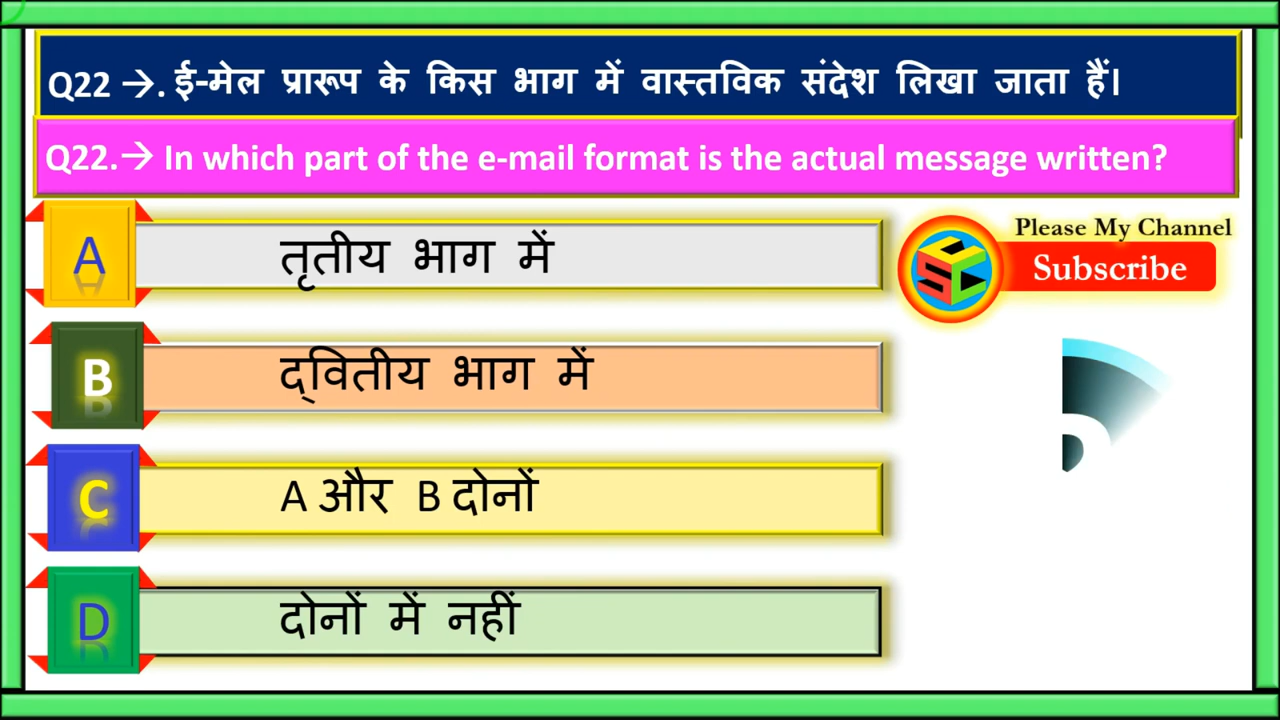 Q22 →. ई-मेल प्रारूप के किस भाग में वास्तविक संदेश लिखा जाता हैं।
Q22.→ In which part of the e-mail format is the actual message written?
A तृतीय भाग में
Please My Channel
Subscribe
SSC
B द्वितीय भाग में
C A और B दोनों
D दोनों में नहीं